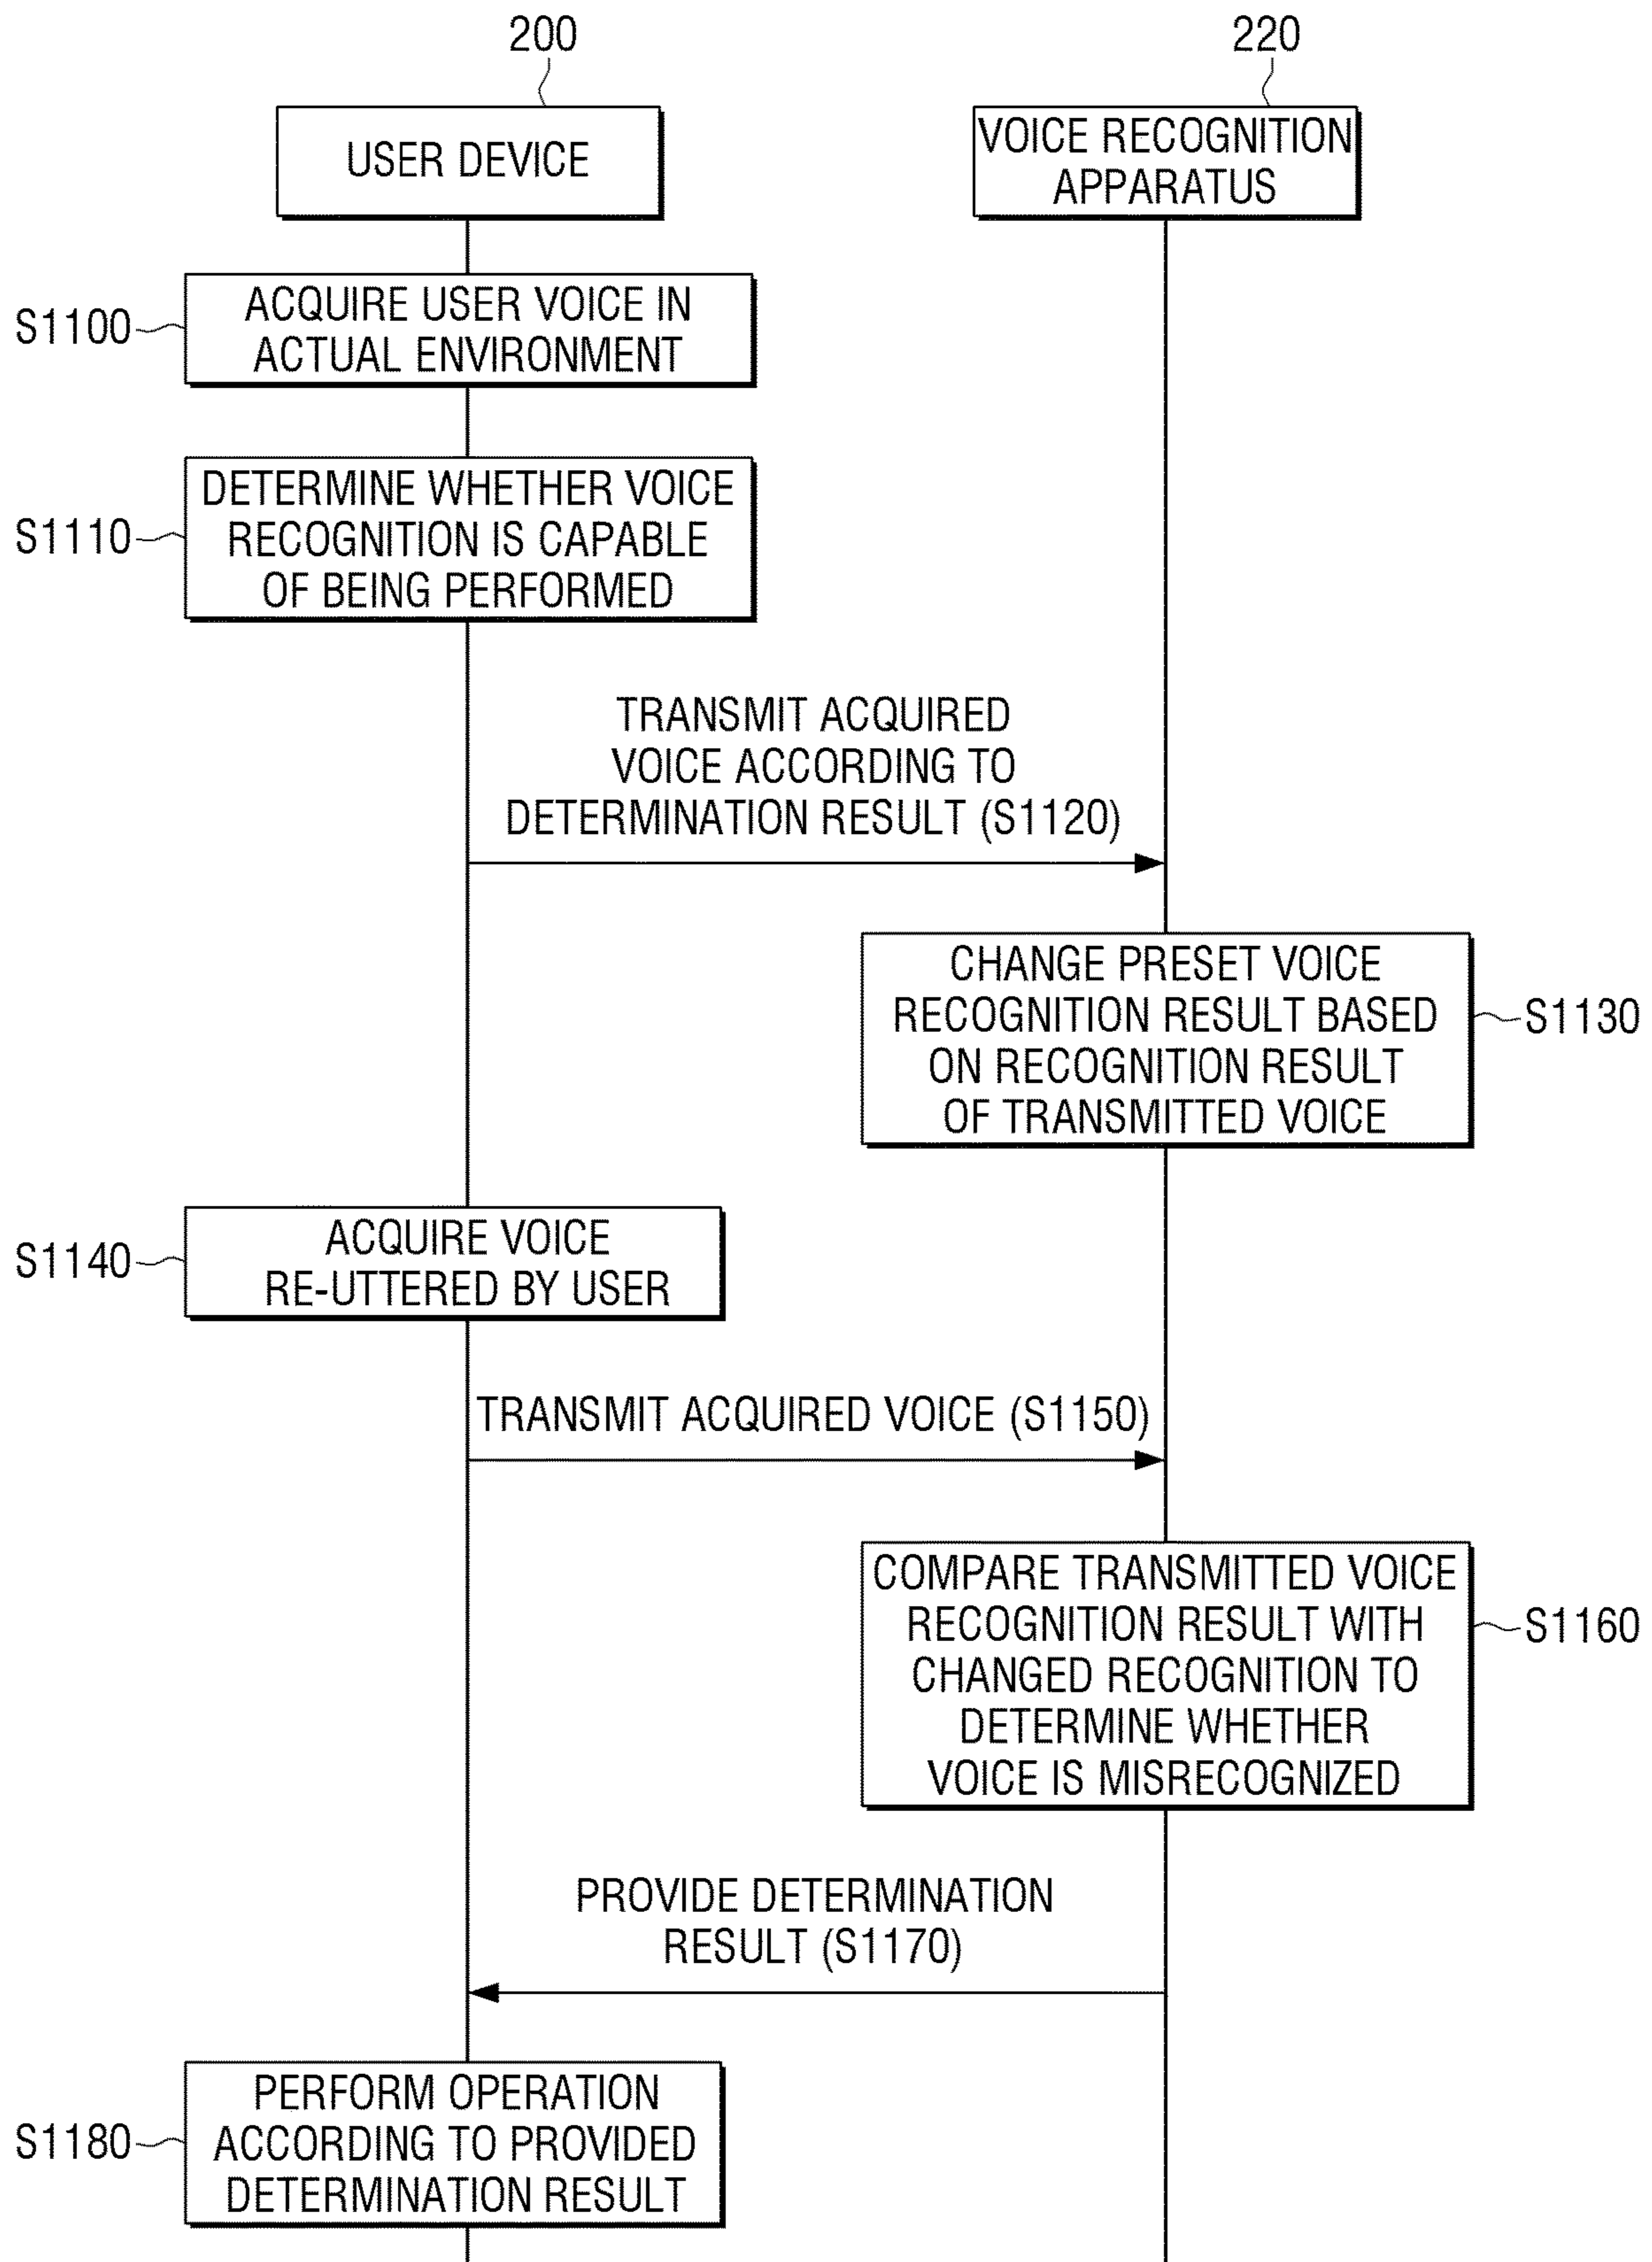 200
220
USER DEVICE
VOICE RECOGNITION
APPARATUS
S1100
ACQUIRE USER VOICE IN
ACTUAL ENVIRONMENT
S1110
DETERMINE WHETHER VOICE
RECOGNITION IS CAPABLE
OF BEING PERFORMED
TRANSMIT ACQUIRED
VOICE ACCORDING TO
DETERMINATION RESULT (S1120)
CHANGE PRESET VOICE
RECOGNITION RESULT BASED
ON RECOGNITION RESULT
OF TRANSMITTED VOICE
S1130
S1140
ACQUIRE VOICE
RE-UTTERED BY USER
TRANSMIT ACQUIRED VOICE (S1150)
COMPARE TRANSMITTED VOICE
RECOGNITION RESULT WITH
CHANGED RECOGNITION TO
DETERMINE WHETHER
VOICE IS MISRECOGNIZED
S1160
PROVIDE DETERMINATION
RESULT (S1170)
S1180
PERFORM OPERATION
ACCORDING TO PROVIDED
DETERMINATION RESULT